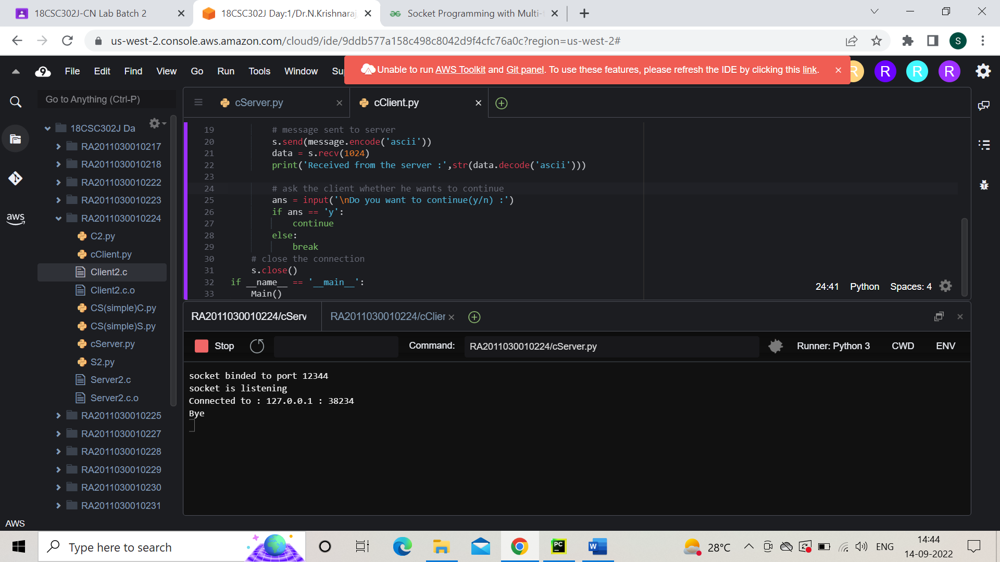 18CSC302J-CN Lab Batch 2
18CSC302J Day:1/Dr.N.Krishnaraj
Socket Programming with Multi-t
us-west-2.console.aws.amazon.com/cloud9/ide/9ddb577a158c498c8042d9f4cfc76a0c?region=us-west-2#
S
9 File Edit Find View Go Run Tools Window Su
Unable to run AWS Toolkit and Git panel. To use these features, please refresh the IDE by clicking this link.
R R R R
Go to Anything (Ctrl-P)
cServer.py
cClient.py
18CSC302J Da
RA2011030010217
RA2011030010218
RA2011030010222
RA2011030010223
RA2011030010224
C2.py
cClient.py
Client2.c
Client2.c.o
CS(simple)C.py
CS(simple)S.py
cServer.py
S2.py
Server2.c
Server2.c.o
RA2011030010225
RA2011030010227
RA2011030010228
RA2011030010229
RA2011030010230
RA2011030010231
aws
AWS
19 # message sent to server
20 s.send(message.encode('ascii'))
21 data = s.recv(1024)
22 print('Received from the server :',str(data.decode('ascii')))
23
24 # ask the client whether he wants to continue
25 ans = input('\nDo you want to continue(y/n) :')
26 if ans == 'y':
27 continue
28 else:
29 break
30 # close the connection
31 s.close()
32 if __name__ == '__main__':
33 Main()
24:41 Python Spaces: 4
RA2011030010224/cServ
RA2011030010224/cClier
Stop
Command: RA2011030010224/cServer.py
Runner: Python 3 CWD ENV
socket binded to port 12344
socket is listening
Connected to : 127.0.0.1 : 38234
Bye
Type here to search
PC
W
28°C
ENG
14:44
14-09-2022